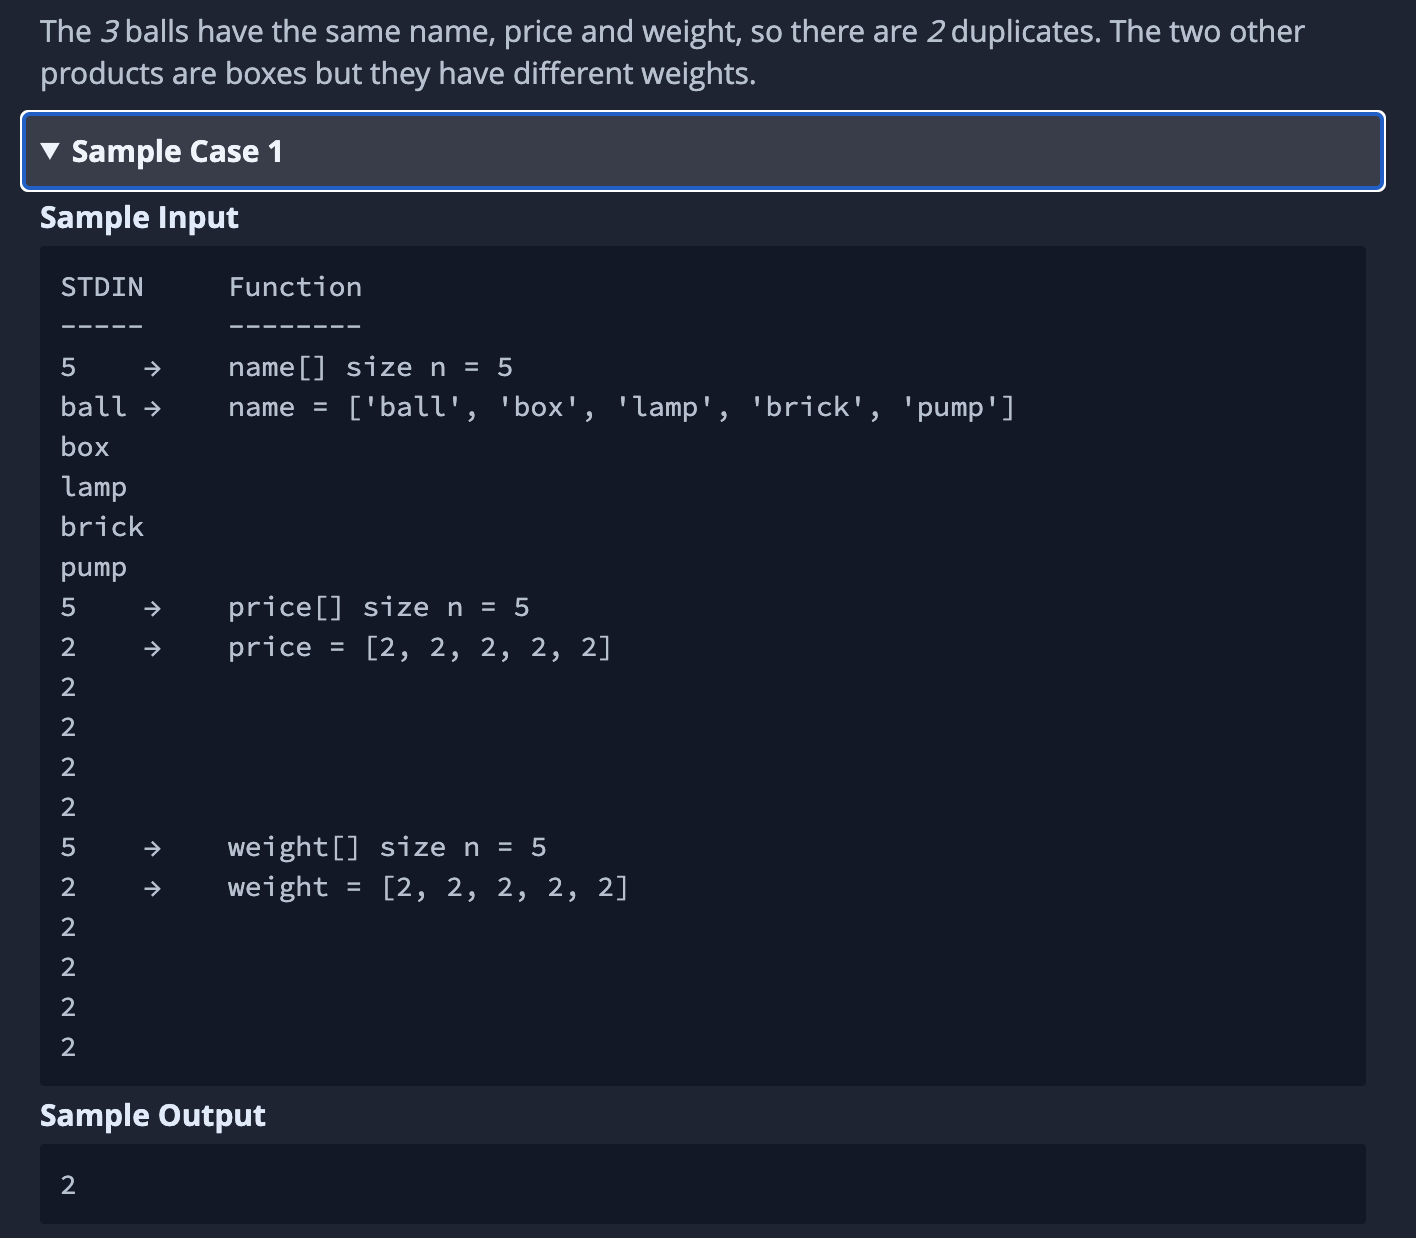 The 3 balls have the same name, price and weight, so there are 2 duplicates. The two other
products are boxes but they have different weights.
▼ Sample Case 1
Sample Input
STDIN     Function
-----     --------
5    →    name[] size n = 5
ball →    name = ['ball', 'box', 'lamp', 'brick', 'pump']
box
lamp
brick
pump
5    →    price[] size n = 5
2    →    price = [2, 2, 2, 2, 2]
2
2
2
2
5    →    weight[] size n = 5
2    →    weight = [2, 2, 2, 2, 2]
2
2
2
2
Sample Output
2